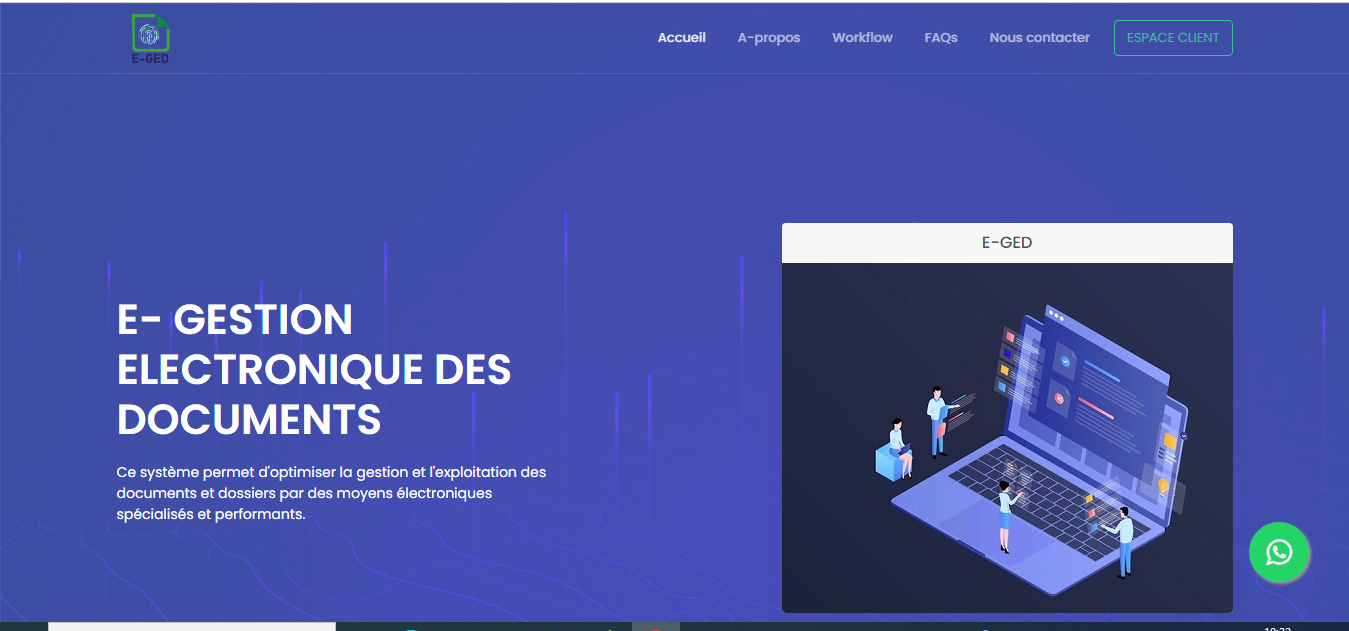 E-GED
Accueil
A-propos
Workflow
FAQs
Nous contacter
ESPACE CLIENT
E-GED
E- GESTION
ELECTRONIQUE DES
DOCUMENTS
Ce système permet d'optimiser la gestion et l'exploitation des
documents et dossiers par des moyens électroniques
spécialisés et performants.